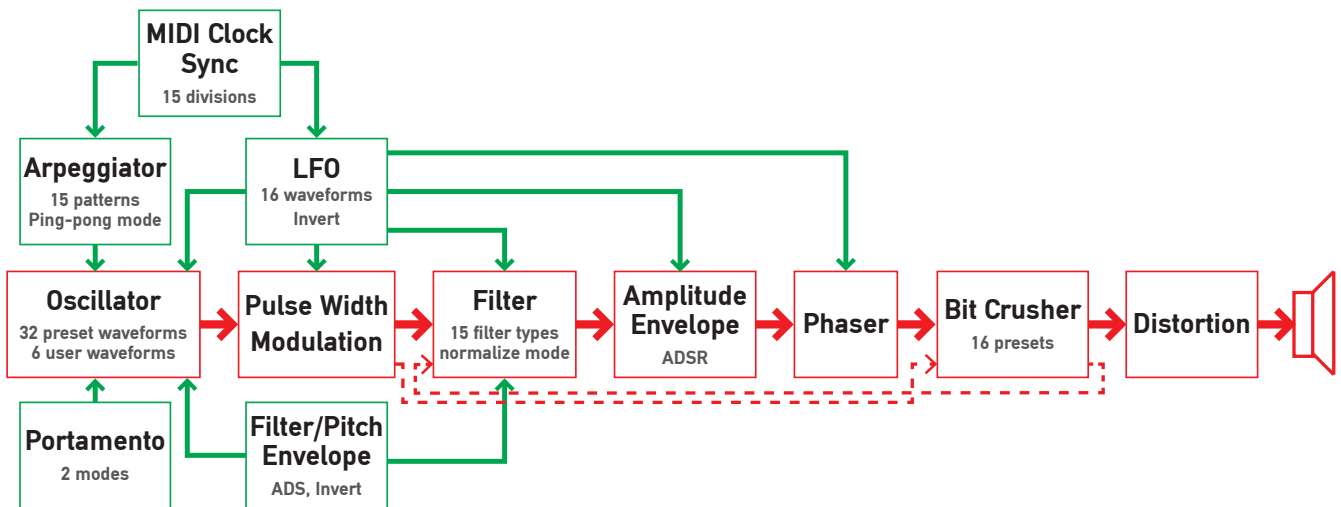 MIDI Clock
Sync
15 divisions
Arpeggiator
15 patterns
Ping-pong mode
LFO
16 waveforms
Invert
Oscillator
32 preset waveforms
6 user waveforms
Pulse Width
Modulation
Filter
15 filter types
normalize mode
Amplitude
Envelope
ADSR
Phaser
Bit Crusher
16 presets
Distortion
Portamento
2 modes
Filter/Pitch
Envelope
ADS, Invert